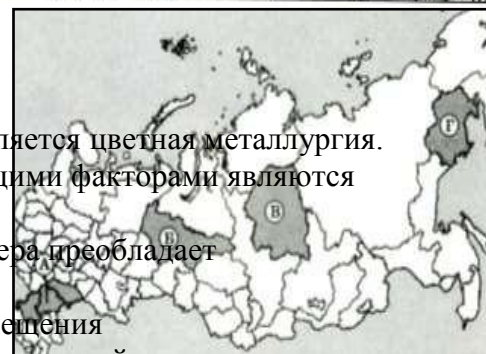 ляется цветная металлургия.
щими факторами являются
Г
В
Б
ера преобладает
ещения